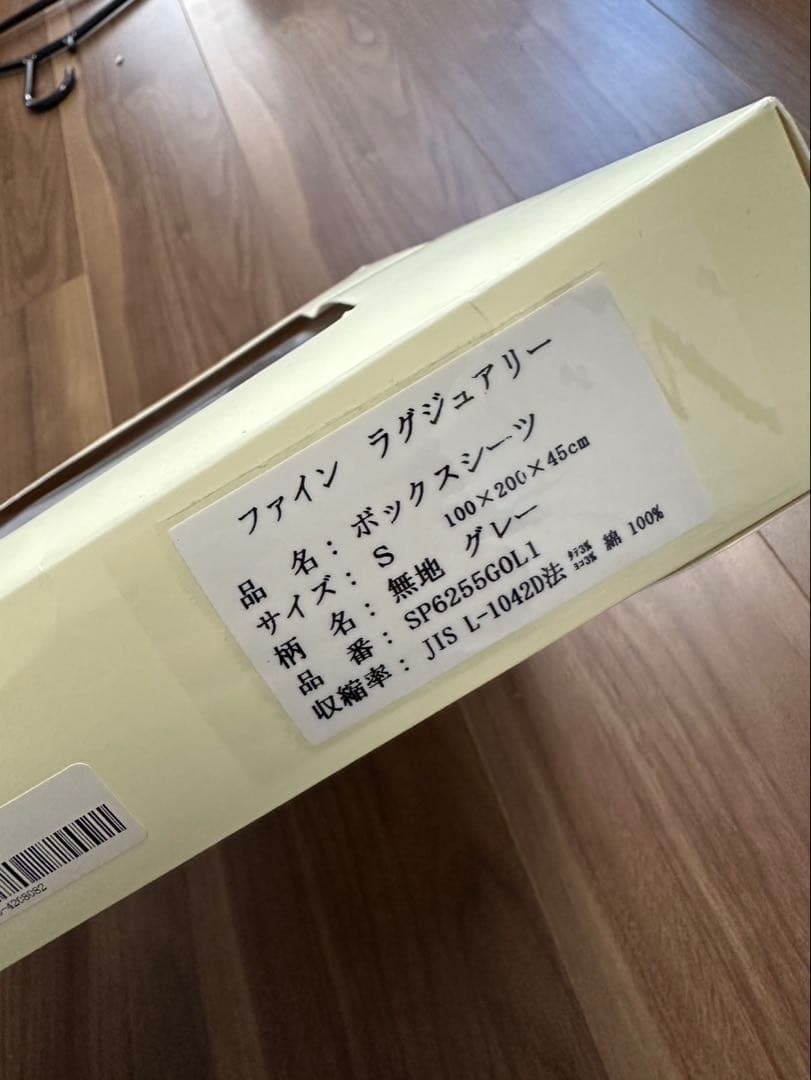 ファイン ラグジュアリー
品 名：ボックスシーツ
サイズ：S 100×200×45cm
柄 名：無地 グレー
品 番：SP6255GOL1
収縮率：JIS L-1042D法 ﾀﾃ3% ﾖｺ3% 綿 100%
-4208082